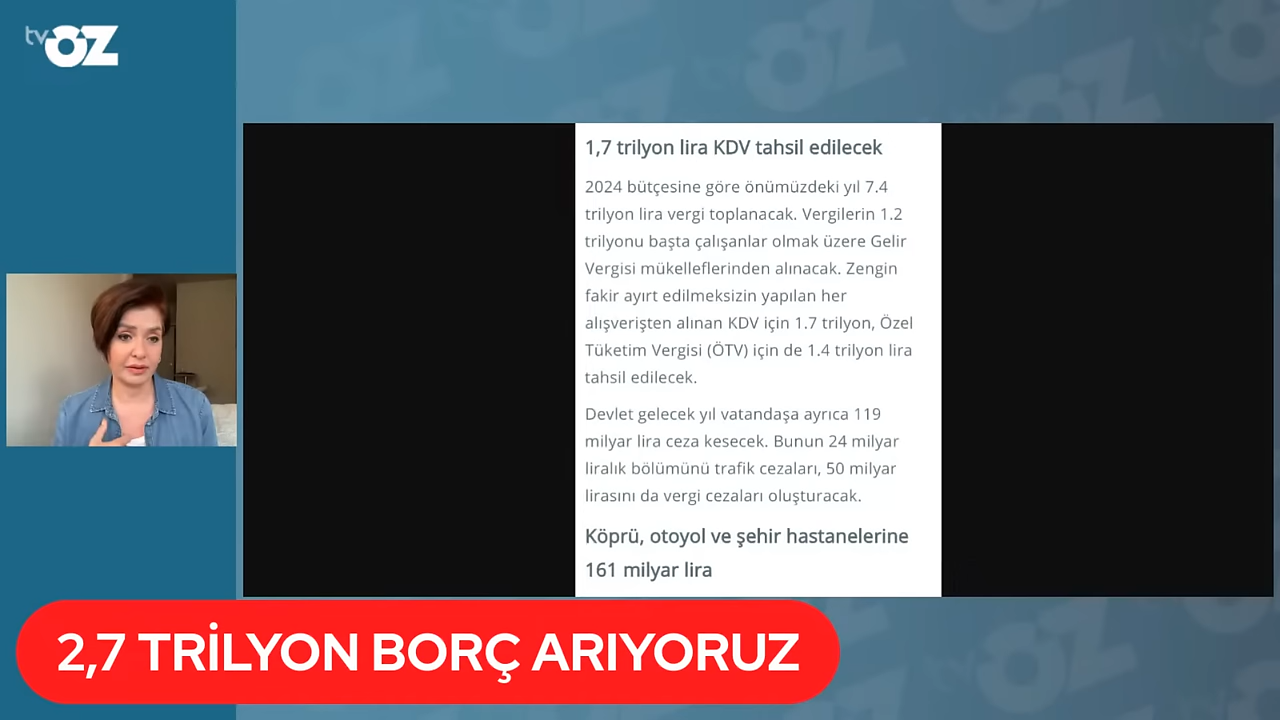 tv ÖZ
1,7 trilyon lira KDV tahsil edilecek
2024 bütçesine göre önümüzdeki yıl 7.4
trilyon lira vergi toplanacak. Vergilerin 1.2
trilyonu başta çalışanlar olmak üzere Gelir
Vergisi mükelleflerinden alınacak. Zengin
fakir ayırt edilmeksizin yapılan her
alışverişten alınan KDV için 1.7 trilyon, Özel
Tüketim Vergisi (ÖTV) için de 1.4 trilyon lira
tahsil edilecek.
Devlet gelecek yıl vatandaşa ayrıca 119
milyar lira ceza kesecek. Bunun 24 milyar
liralık bölümünü trafik cezaları, 50 milyar
lirasını da vergi cezaları oluşturacak.
Köprü, otoyol ve şehir hastanelerine
161 milyar lira
2,7 TRİLYON BORÇ ARIYORUZ